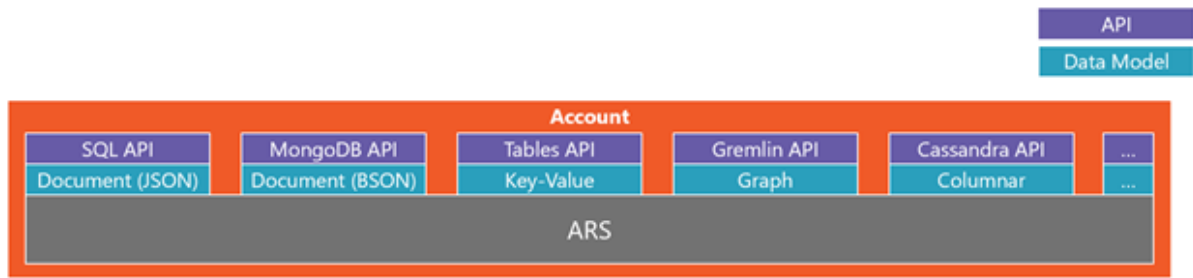 API
Data Model
Account
SQL API
MongoDB API
Tables API
Gremlin API
Cassandra API
...
Document (JSON)
Document (BSON)
Key-Value
Graph
Columnar
...
ARS